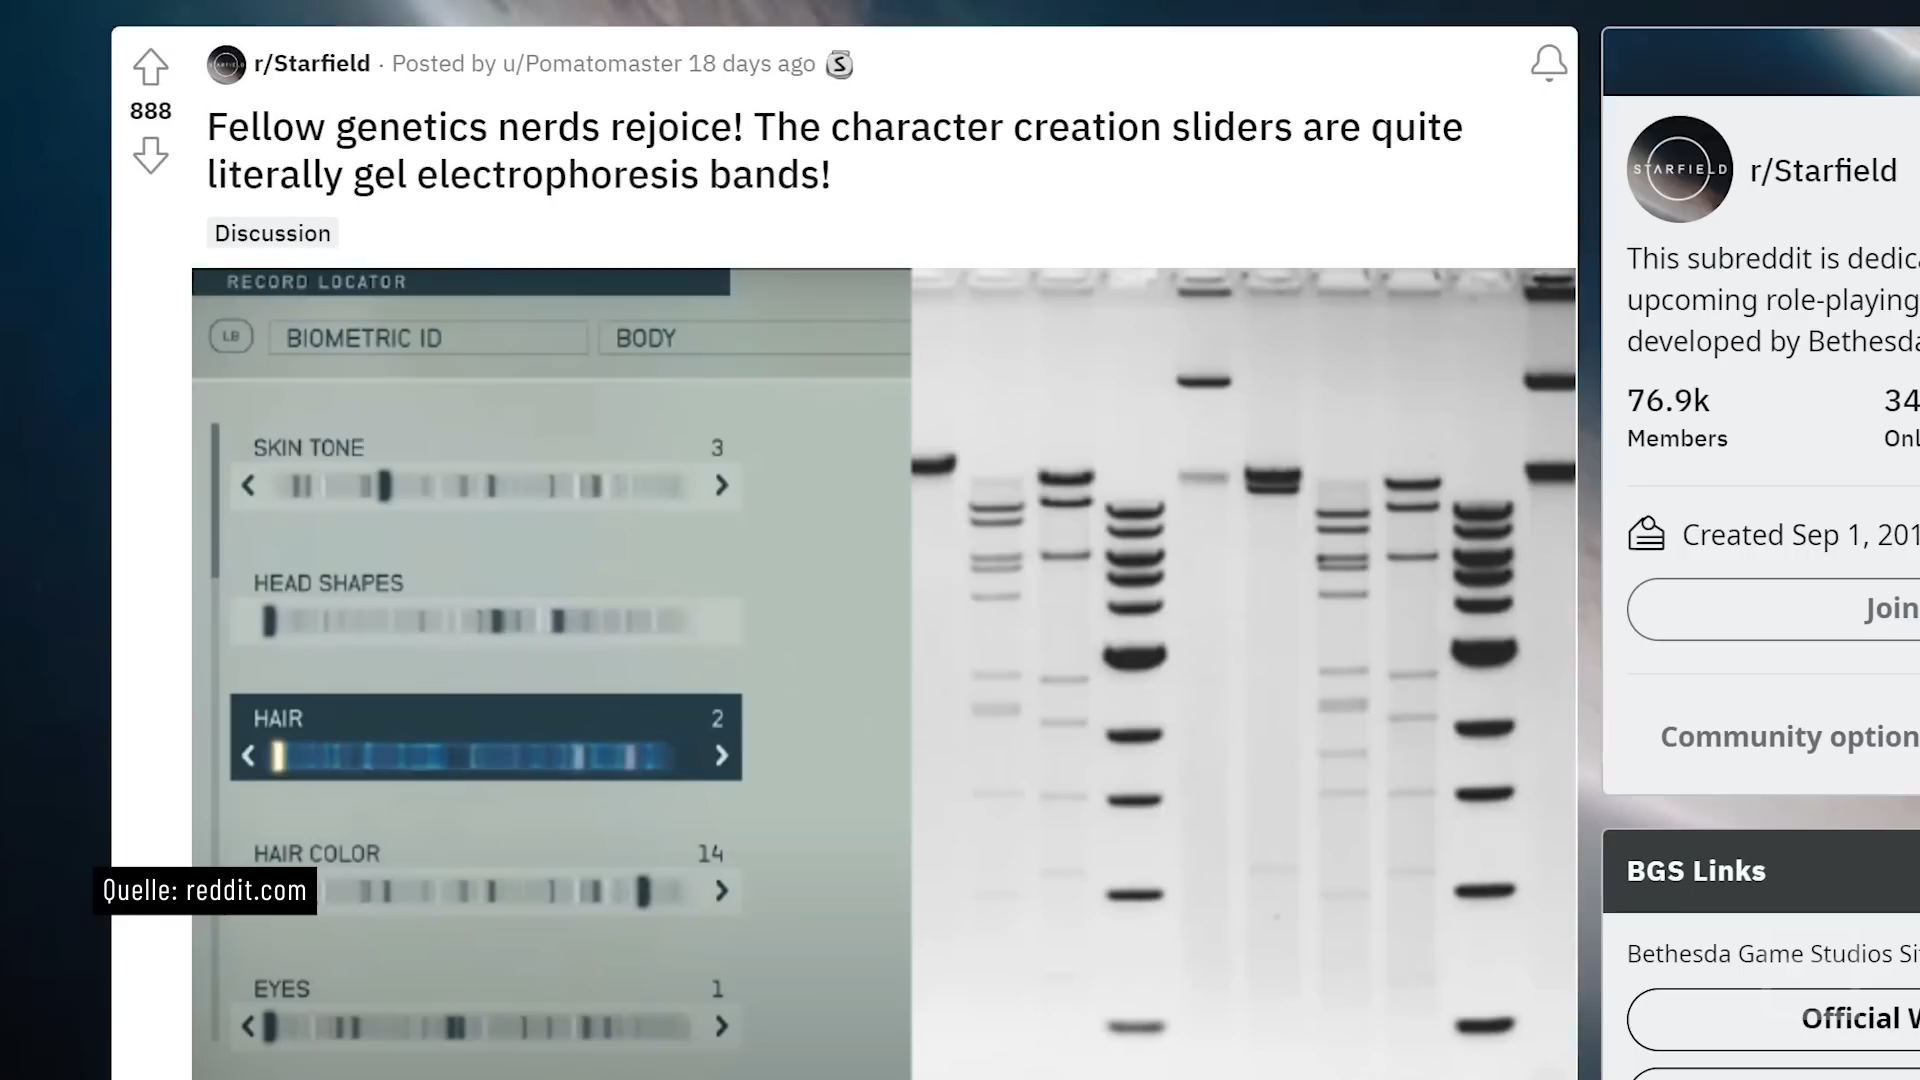 r/Starfield · Posted by u/Pomatomaster 18 days ago
888
Fellow genetics nerds rejoice! The character creation sliders are quite
literally gel electrophoresis bands!
Discussion
RECORD LOCATOR
LB
BIOMETRIC ID
BODY
SKIN TONE
3
HEAD SHAPES
HAIR
2
HAIR COLOR
14
EYES
1
Quelle: reddit.com
STARFIELD
r/Starfield
This subreddit is dedica
upcoming role-playing
developed by Bethesda
76.9k
34
Members
Onl
Created Sep 1, 201
Join
Community option
BGS Links
Bethesda Game Studios Si
Official W